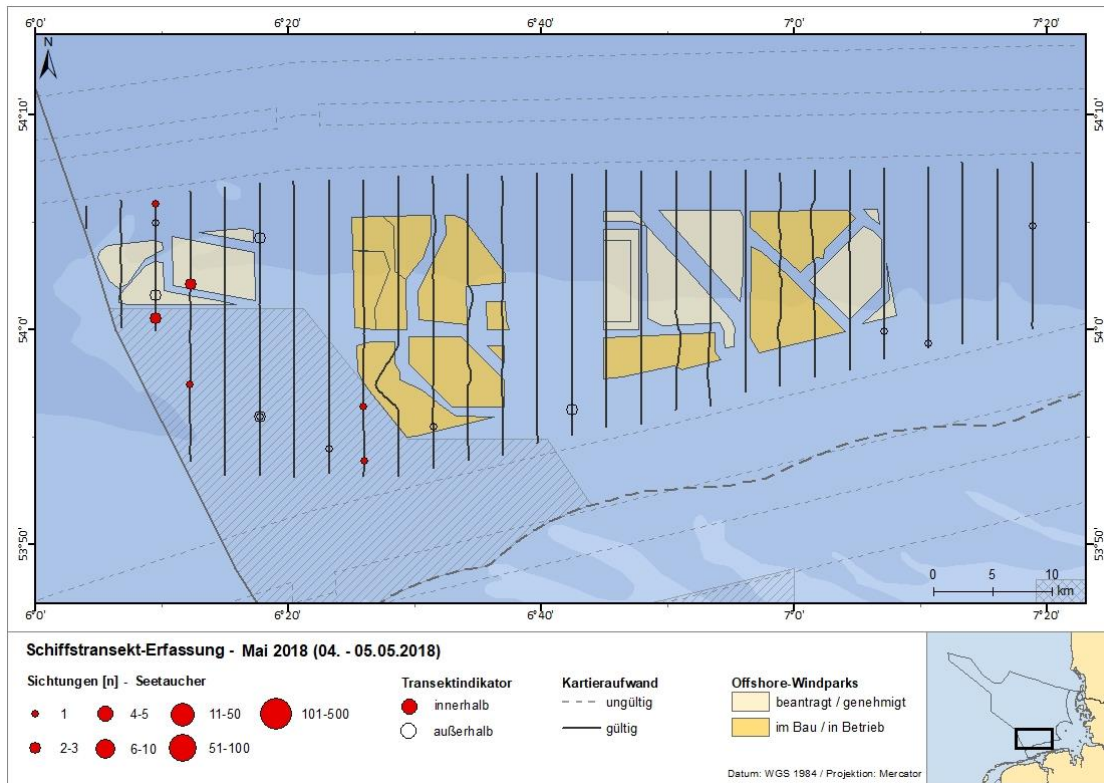 6°0' 6°20' 6°40' 7°0' 7°20'
N
54°10' 54°10'
54°0' 54°0'
53°50' 53°50'
0 5 10
km
6°0' 6°20' 6°40' 7°0' 7°20'
Schiffstransekt-Erfassung - Mai 2018 (04. - 05.05.2018)
Sichtungen [n] - Seetaucher
1 4-5 11-50 101-500
2-3 6-10 51-100
Transektindikator
innerhalb
außerhalb
Kartieraufwand
ungültig
gültig
Offshore-Windparks
beantragt / genehmigt
im Bau / in Betrieb
Datum: WGS 1984 / Projektion: Mercator